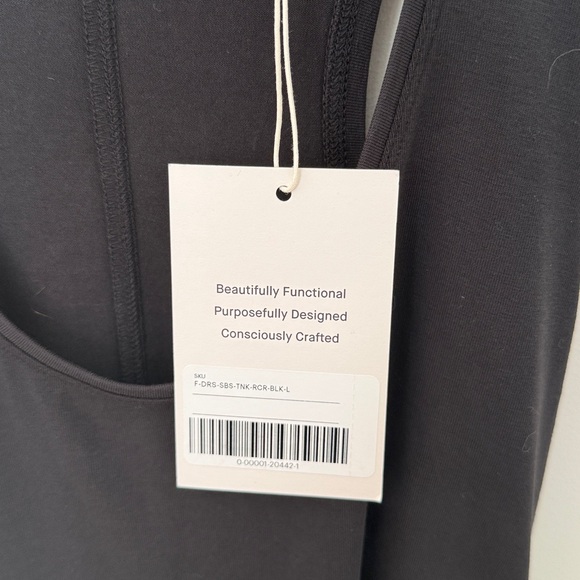 Beautifully Functional
Purposefully Designed
Consciously Crafted
SKU
F-DRS-SBS-TNK-RCR-BLK-L
0-00001-20442-1